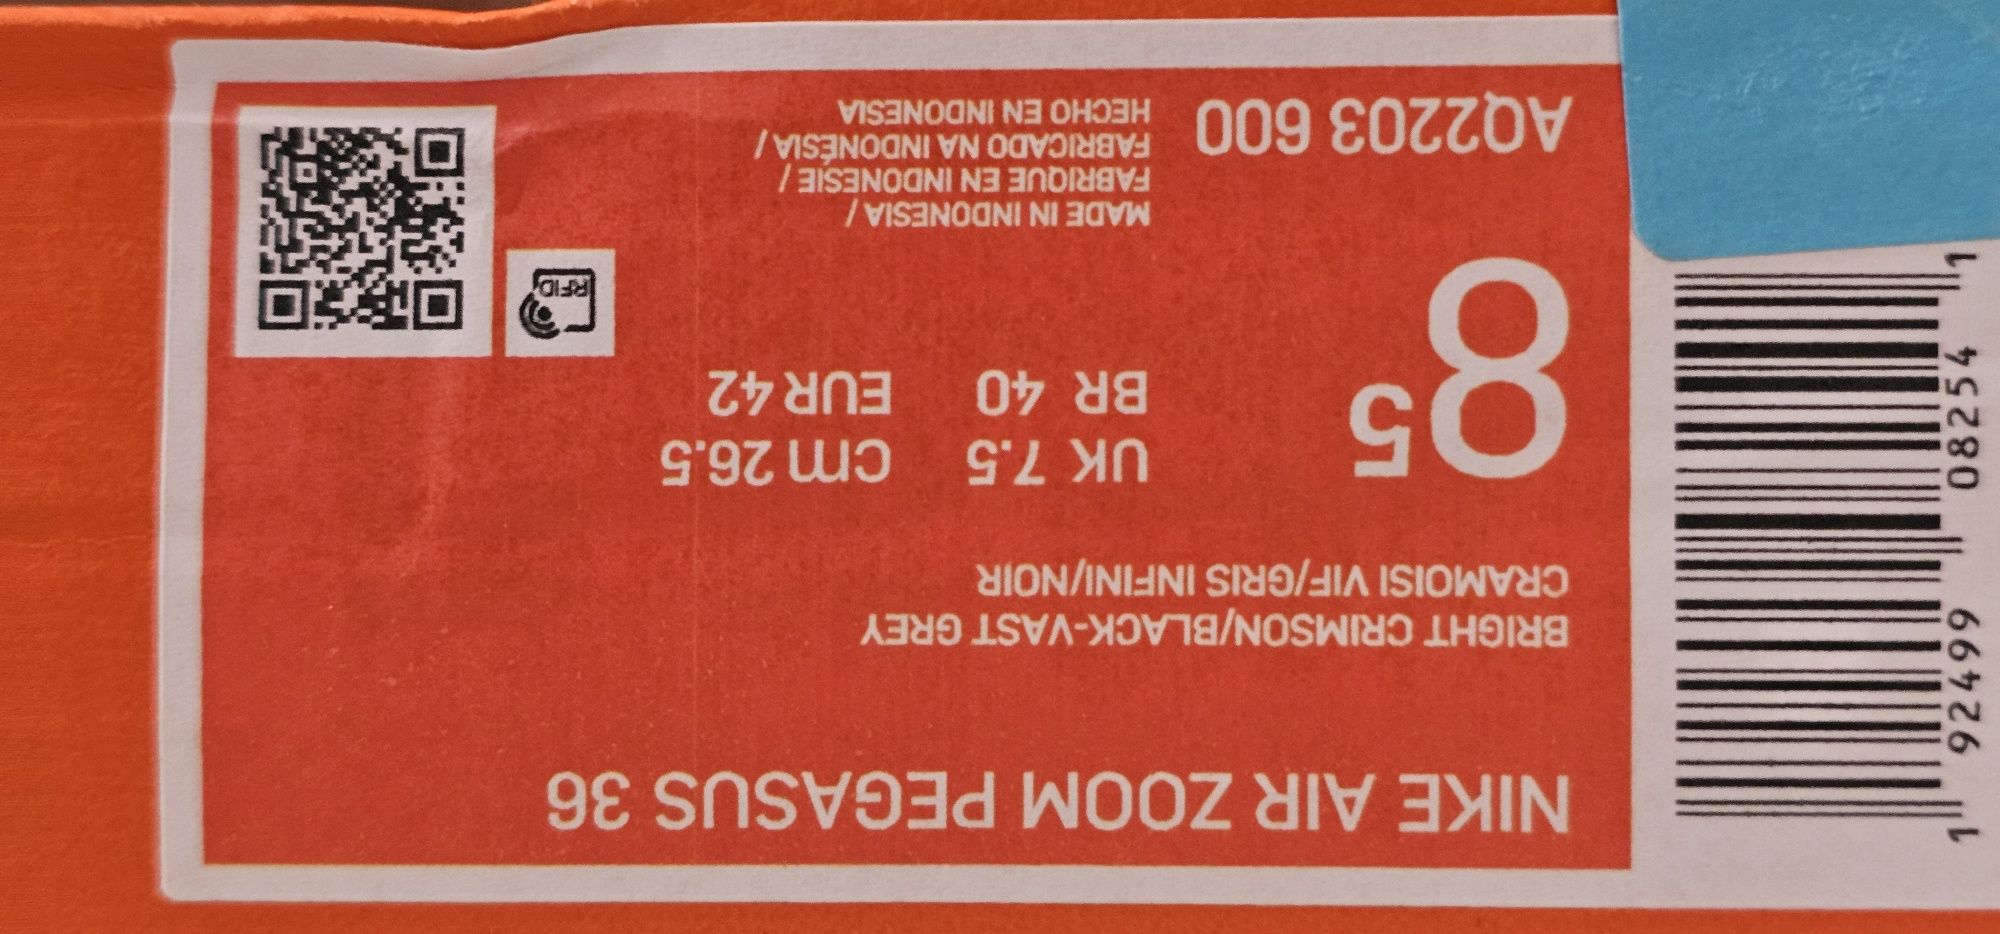 NIKE AIR ZOOM PEGASUS 36
BRIGHT CRIMSON/BLACK-VAST GREY
CRAMOISI VIF/GRIS INFINI/NOIR
8 5
UK 7.5 cm 26.5
BR 40 EUR 42
RFID
AQ2203 600
MADE IN INDONESIA /
FABRIQUE EN INDONESIE /
FABRICADO NA INDONÉSIA /
HECHO EN INDONESIA
1 92499 08254 1